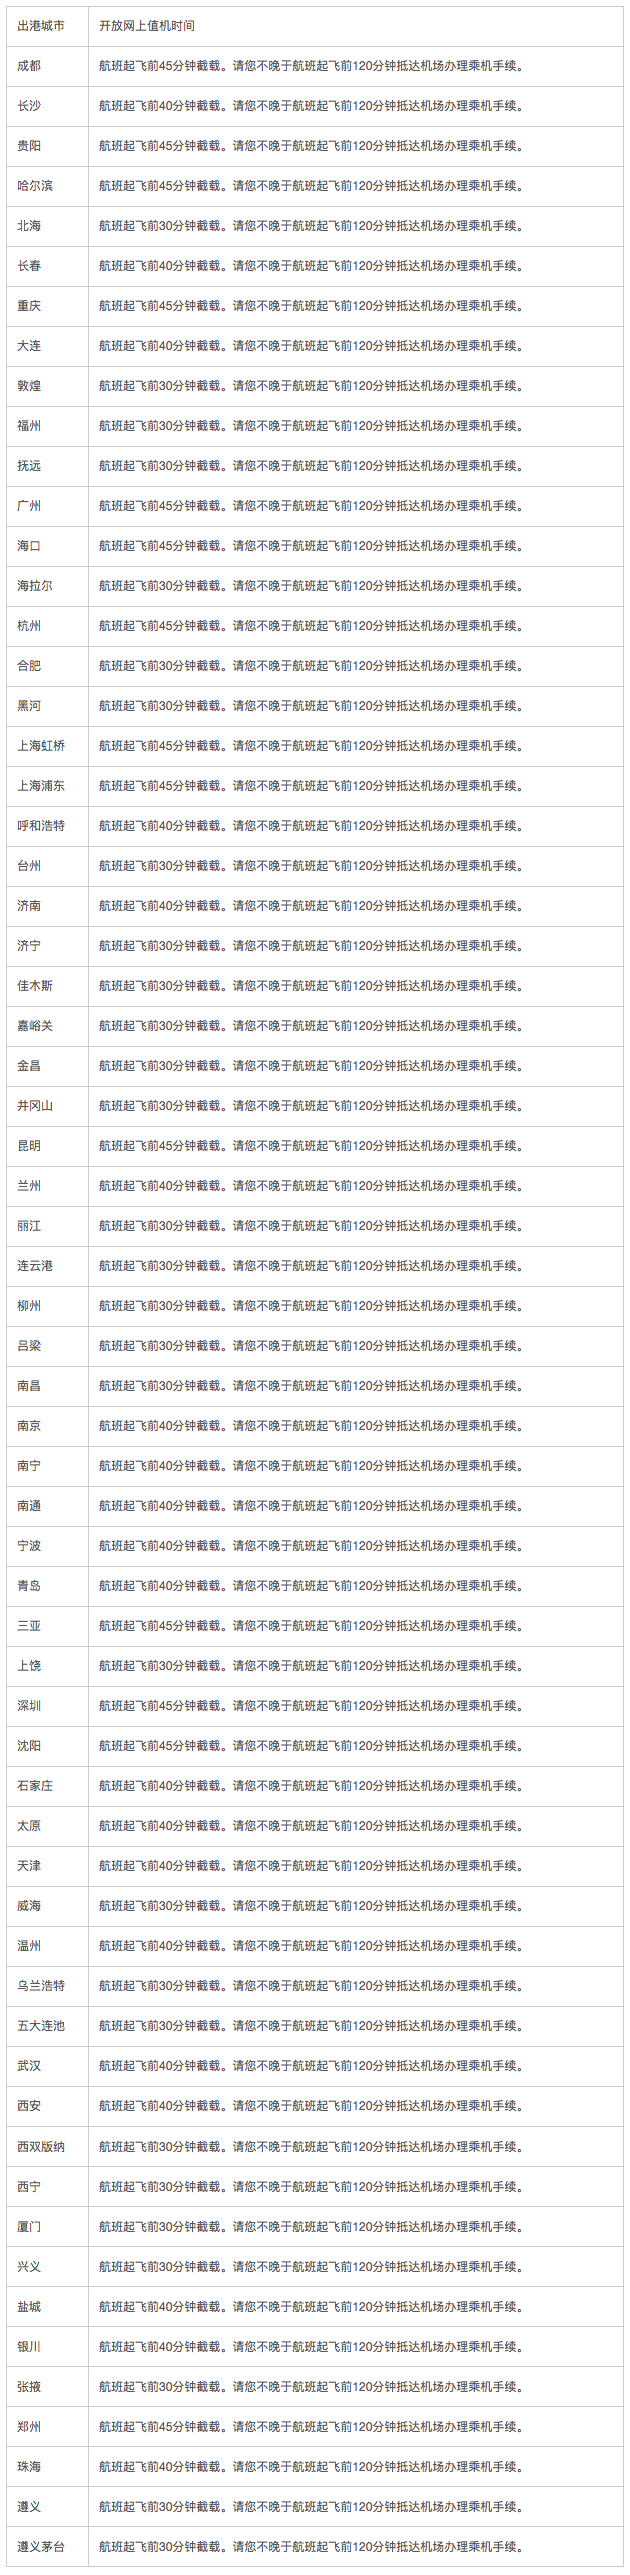 出港城市 开放网上值机时间
成都 航班起飞前45分钟截载。请您不晚于航班起飞前120分钟抵达机场办理乘机手续。
长沙 航班起飞前40分钟截载。请您不晚于航班起飞前120分钟抵达机场办理乘机手续。
贵阳 航班起飞前45分钟截载。请您不晚于航班起飞前120分钟抵达机场办理乘机手续。
哈尔滨 航班起飞前45分钟截载。请您不晚于航班起飞前120分钟抵达机场办理乘机手续。
北海 航班起飞前30分钟截载。请您不晚于航班起飞前120分钟抵达机场办理乘机手续。
长春 航班起飞前40分钟截载。请您不晚于航班起飞前120分钟抵达机场办理乘机手续。
重庆 航班起飞前45分钟截载。请您不晚于航班起飞前120分钟抵达机场办理乘机手续。
大连 航班起飞前40分钟截载。请您不晚于航班起飞前120分钟抵达机场办理乘机手续。
敦煌 航班起飞前30分钟截载。请您不晚于航班起飞前120分钟抵达机场办理乘机手续。
福州 航班起飞前30分钟截载。请您不晚于航班起飞前120分钟抵达机场办理乘机手续。
抚远 航班起飞前30分钟截载。请您不晚于航班起飞前120分钟抵达机场办理乘机手续。
广州 航班起飞前45分钟截载。请您不晚于航班起飞前120分钟抵达机场办理乘机手续。
海口 航班起飞前45分钟截载。请您不晚于航班起飞前120分钟抵达机场办理乘机手续。
海拉尔 航班起飞前30分钟截载。请您不晚于航班起飞前120分钟抵达机场办理乘机手续。
杭州 航班起飞前45分钟截载。请您不晚于航班起飞前120分钟抵达机场办理乘机手续。
合肥 航班起飞前30分钟截载。请您不晚于航班起飞前120分钟抵达机场办理乘机手续。
黑河 航班起飞前30分钟截载。请您不晚于航班起飞前120分钟抵达机场办理乘机手续。
上海虹桥 航班起飞前45分钟截载。请您不晚于航班起飞前120分钟抵达机场办理乘机手续。
上海浦东 航班起飞前45分钟截载。请您不晚于航班起飞前120分钟抵达机场办理乘机手续。
呼和浩特 航班起飞前40分钟截载。请您不晚于航班起飞前120分钟抵达机场办理乘机手续。
台州 航班起飞前30分钟截载。请您不晚于航班起飞前120分钟抵达机场办理乘机手续。
济南 航班起飞前40分钟截载。请您不晚于航班起飞前120分钟抵达机场办理乘机手续。
济宁 航班起飞前30分钟截载。请您不晚于航班起飞前120分钟抵达机场办理乘机手续。
佳木斯 航班起飞前30分钟截载。请您不晚于航班起飞前120分钟抵达机场办理乘机手续。
嘉峪关 航班起飞前30分钟截载。请您不晚于航班起飞前120分钟抵达机场办理乘机手续。
金昌 航班起飞前30分钟截载。请您不晚于航班起飞前120分钟抵达机场办理乘机手续。
井冈山 航班起飞前30分钟截载。请您不晚于航班起飞前120分钟抵达机场办理乘机手续。
昆明 航班起飞前45分钟截载。请您不晚于航班起飞前120分钟抵达机场办理乘机手续。
兰州 航班起飞前40分钟截载。请您不晚于航班起飞前120分钟抵达机场办理乘机手续。
丽江 航班起飞前30分钟截载。请您不晚于航班起飞前120分钟抵达机场办理乘机手续。
连云港 航班起飞前30分钟截载。请您不晚于航班起飞前120分钟抵达机场办理乘机手续。
柳州 航班起飞前30分钟截载。请您不晚于航班起飞前120分钟抵达机场办理乘机手续。
吕梁 航班起飞前30分钟截载。请您不晚于航班起飞前120分钟抵达机场办理乘机手续。
南昌 航班起飞前30分钟截载。请您不晚于航班起飞前120分钟抵达机场办理乘机手续。
南京 航班起飞前40分钟截载。请您不晚于航班起飞前120分钟抵达机场办理乘机手续。
南宁 航班起飞前40分钟截载。请您不晚于航班起飞前120分钟抵达机场办理乘机手续。
南通 航班起飞前40分钟截载。请您不晚于航班起飞前120分钟抵达机场办理乘机手续。
宁波 航班起飞前40分钟截载。请您不晚于航班起飞前120分钟抵达机场办理乘机手续。
青岛 航班起飞前40分钟截载。请您不晚于航班起飞前120分钟抵达机场办理乘机手续。
三亚 航班起飞前45分钟截载。请您不晚于航班起飞前120分钟抵达机场办理乘机手续。
上饶 航班起飞前30分钟截载。请您不晚于航班起飞前120分钟抵达机场办理乘机手续。
深圳 航班起飞前45分钟截载。请您不晚于航班起飞前120分钟抵达机场办理乘机手续。
沈阳 航班起飞前45分钟截载。请您不晚于航班起飞前120分钟抵达机场办理乘机手续。
石家庄 航班起飞前40分钟截载。请您不晚于航班起飞前120分钟抵达机场办理乘机手续。
太原 航班起飞前40分钟截载。请您不晚于航班起飞前120分钟抵达机场办理乘机手续。
天津 航班起飞前40分钟截载。请您不晚于航班起飞前120分钟抵达机场办理乘机手续。
威海 航班起飞前30分钟截载。请您不晚于航班起飞前120分钟抵达机场办理乘机手续。
温州 航班起飞前40分钟截载。请您不晚于航班起飞前120分钟抵达机场办理乘机手续。
乌兰浩特 航班起飞前30分钟截载。请您不晚于航班起飞前120分钟抵达机场办理乘机手续。
五大连池 航班起飞前30分钟截载。请您不晚于航班起飞前120分钟抵达机场办理乘机手续。
武汉 航班起飞前40分钟截载。请您不晚于航班起飞前120分钟抵达机场办理乘机手续。
西安 航班起飞前40分钟截载。请您不晚于航班起飞前120分钟抵达机场办理乘机手续。
西双版纳 航班起飞前30分钟截载。请您不晚于航班起飞前120分钟抵达机场办理乘机手续。
西宁 航班起飞前30分钟截载。请您不晚于航班起飞前120分钟抵达机场办理乘机手续。
厦门 航班起飞前30分钟截载。请您不晚于航班起飞前120分钟抵达机场办理乘机手续。
兴义 航班起飞前30分钟截载。请您不晚于航班起飞前120分钟抵达机场办理乘机手续。
盐城 航班起飞前40分钟截载。请您不晚于航班起飞前120分钟抵达机场办理乘机手续。
银川 航班起飞前40分钟截载。请您不晚于航班起飞前120分钟抵达机场办理乘机手续。
张掖 航班起飞前30分钟截载。请您不晚于航班起飞前120分钟抵达机场办理乘机手续。
郑州 航班起飞前45分钟截载。请您不晚于航班起飞前120分钟抵达机场办理乘机手续。
珠海 航班起飞前40分钟截载。请您不晚于航班起飞前120分钟抵达机场办理乘机手续。
遵义 航班起飞前30分钟截载。请您不晚于航班起飞前120分钟抵达机场办理乘机手续。
遵义茅台 航班起飞前30分钟截载。请您不晚于航班起飞前120分钟抵达机场办理乘机手续。